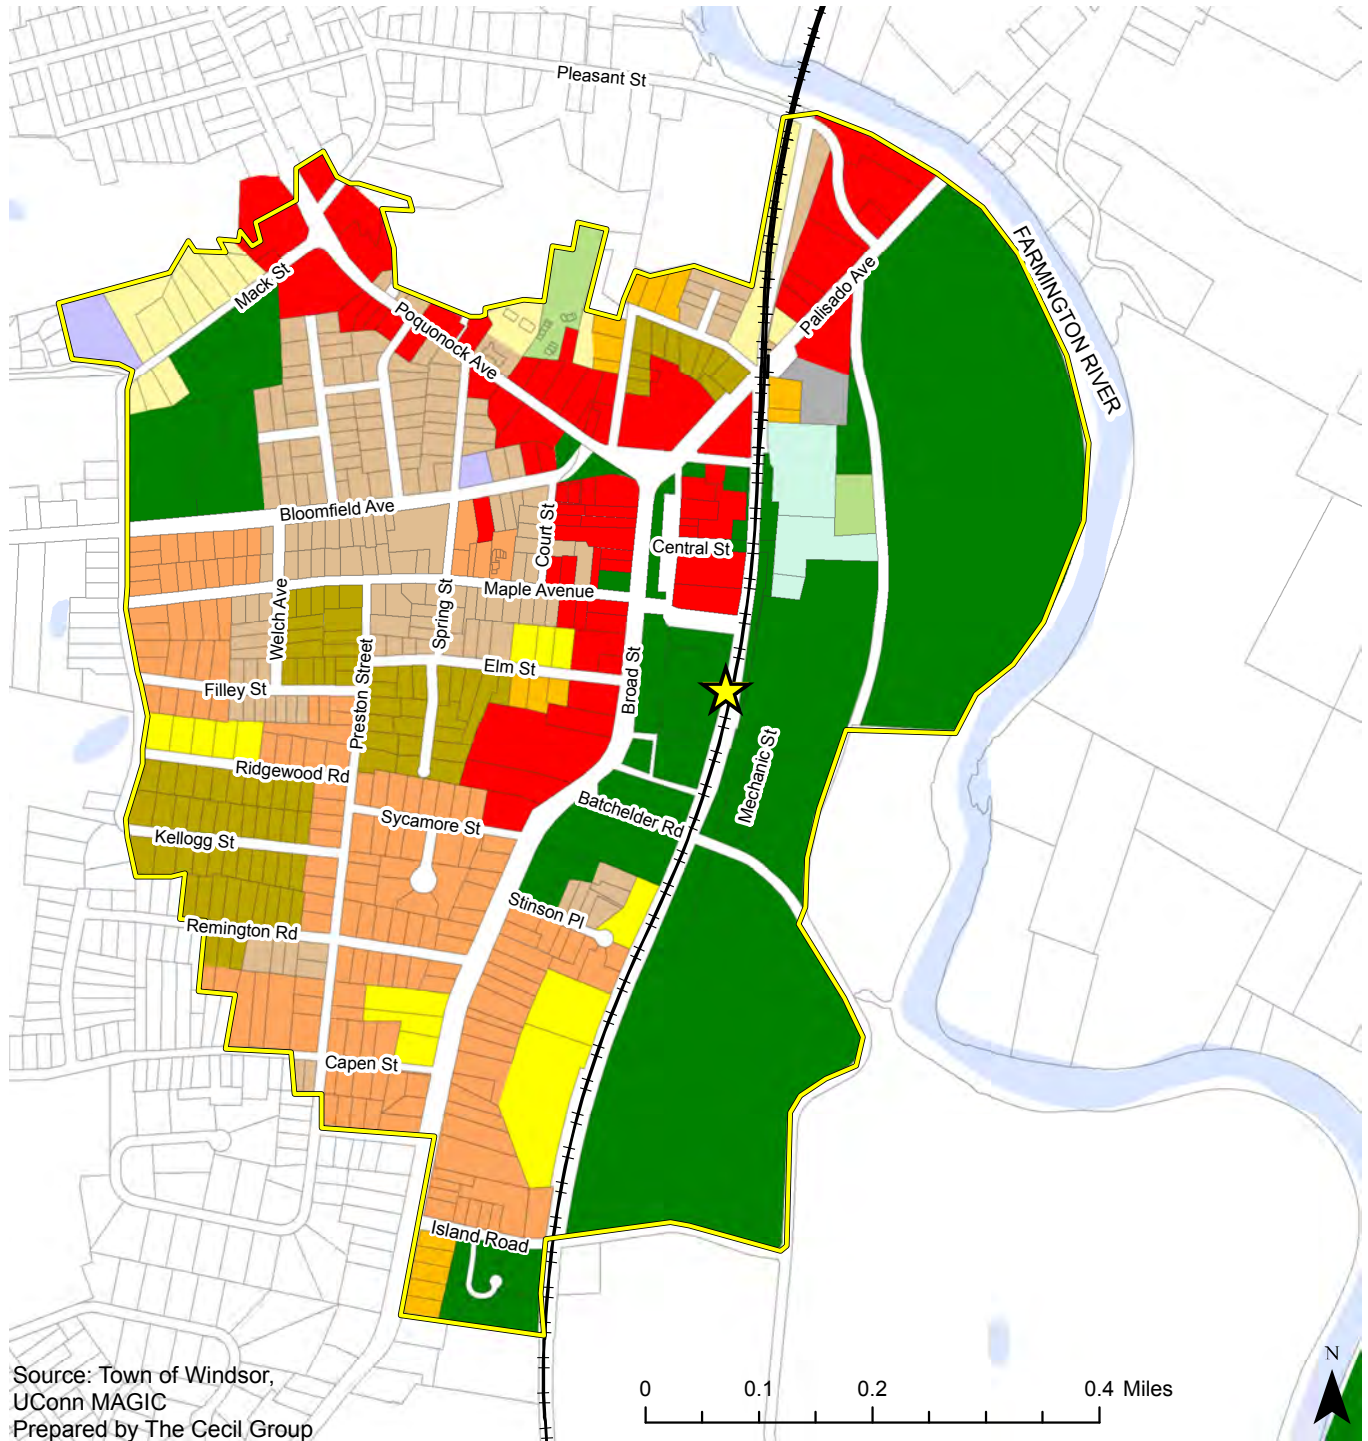 Pleasant St
FARMINGTON RIVER
Mack St
Palisado Ave
Poquonock Ave
Bloomfield Ave
Court St
Central St
Maple Avenue
Welch Ave
Spring St
Preston Street
Elm St
Broad St
Filley St
Ridgewood Rd
Mechanic St
Batchelder Rd
Sycamore St
Kellogg St
Stinson Pl
Remington Rd
Capen St
Island Road
Source: Town of Windsor,
UConn MAGIC
Prepared by The Cecil Group
0 0.1 0.2 0.4 Miles
N